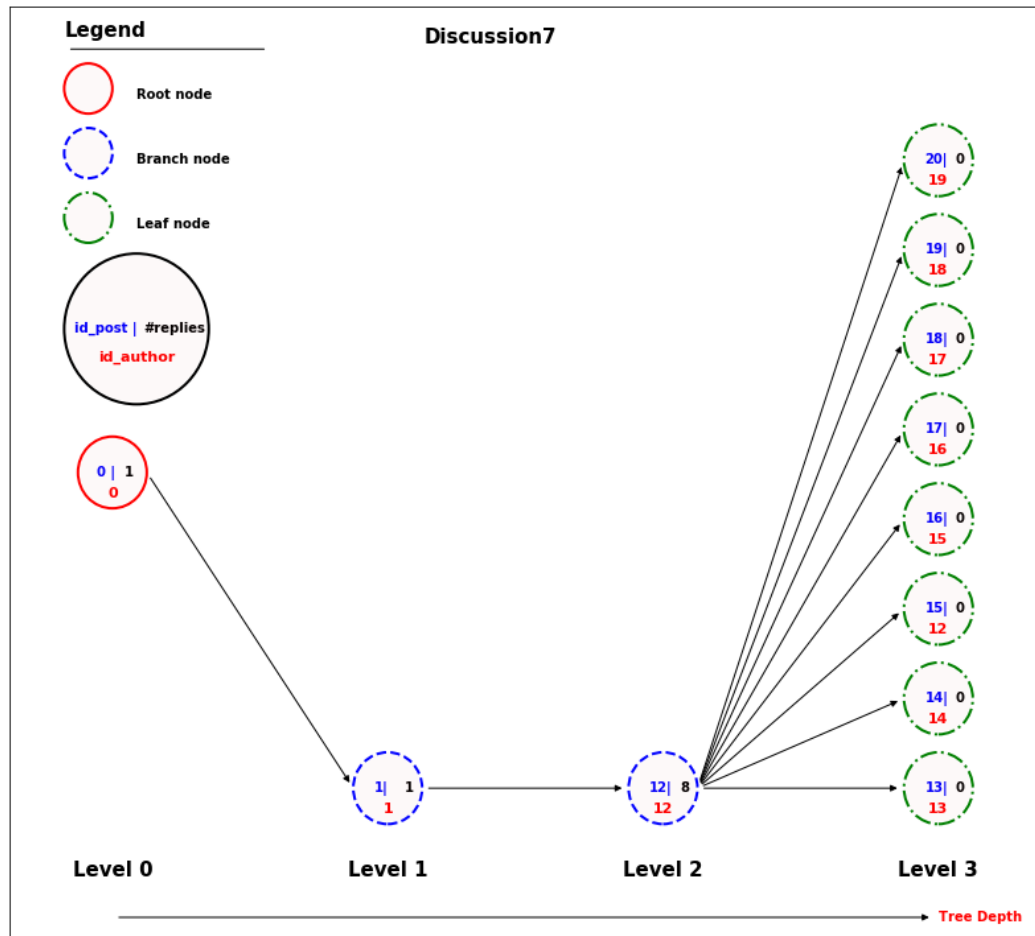 Legend
Discussion7
Root node
Branch node
Leaf node
id_post | #replies
id_author
0 | 1
0
1| 1
1
12| 8
12
20| 0
19
19| 0
18
18| 0
17
17| 0
16
16| 0
15
15| 0
12
14| 0
14
13| 0
13
Level 0 Level 1 Level 2 Level 3
Tree Depth